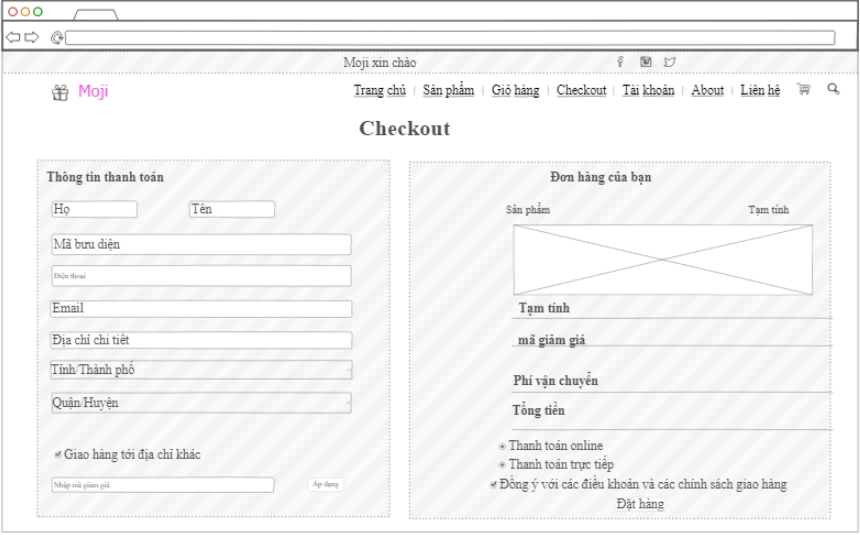 Moji xin chào
Moji
Trang chủ Sản phẩm Giỏ hàng Checkout Tài khoản About Liên hệ
Checkout
Thông tin thanh toán
Họ Tên
Mã bưu điện
Điện thoại
Email
Địa chỉ chi tiết
Tỉnh/Thành phố
Quận/Huyện
Giao hàng tới địa chỉ khác
Nhập mã giảm giá Áp dụng
Đơn hàng của bạn
Sản phẩm Tạm tính
Tạm tính
mã giảm giá
Phí vận chuyển
Tổng tiền
Thanh toán online
Thanh toán trực tiếp
Đồng ý với các điều khoản và các chính sách giao hàng
Đặt hàng